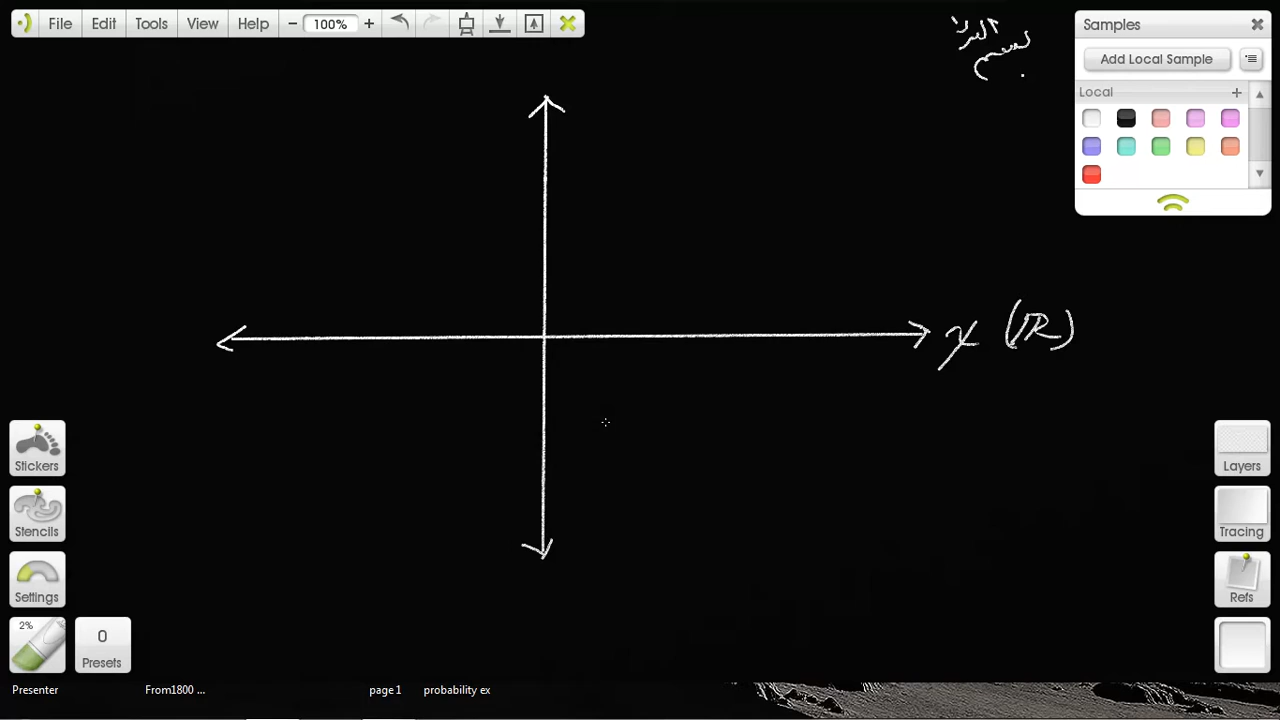 File Edit Tools View Help − 100% +
Samples
Add Local Sample
Local +
x (ℝ)
Stickers
Stencils
Settings
2%
0
Presets
Layers
Tracing
Refs
Presenter From1800 ... page 1 probability ex